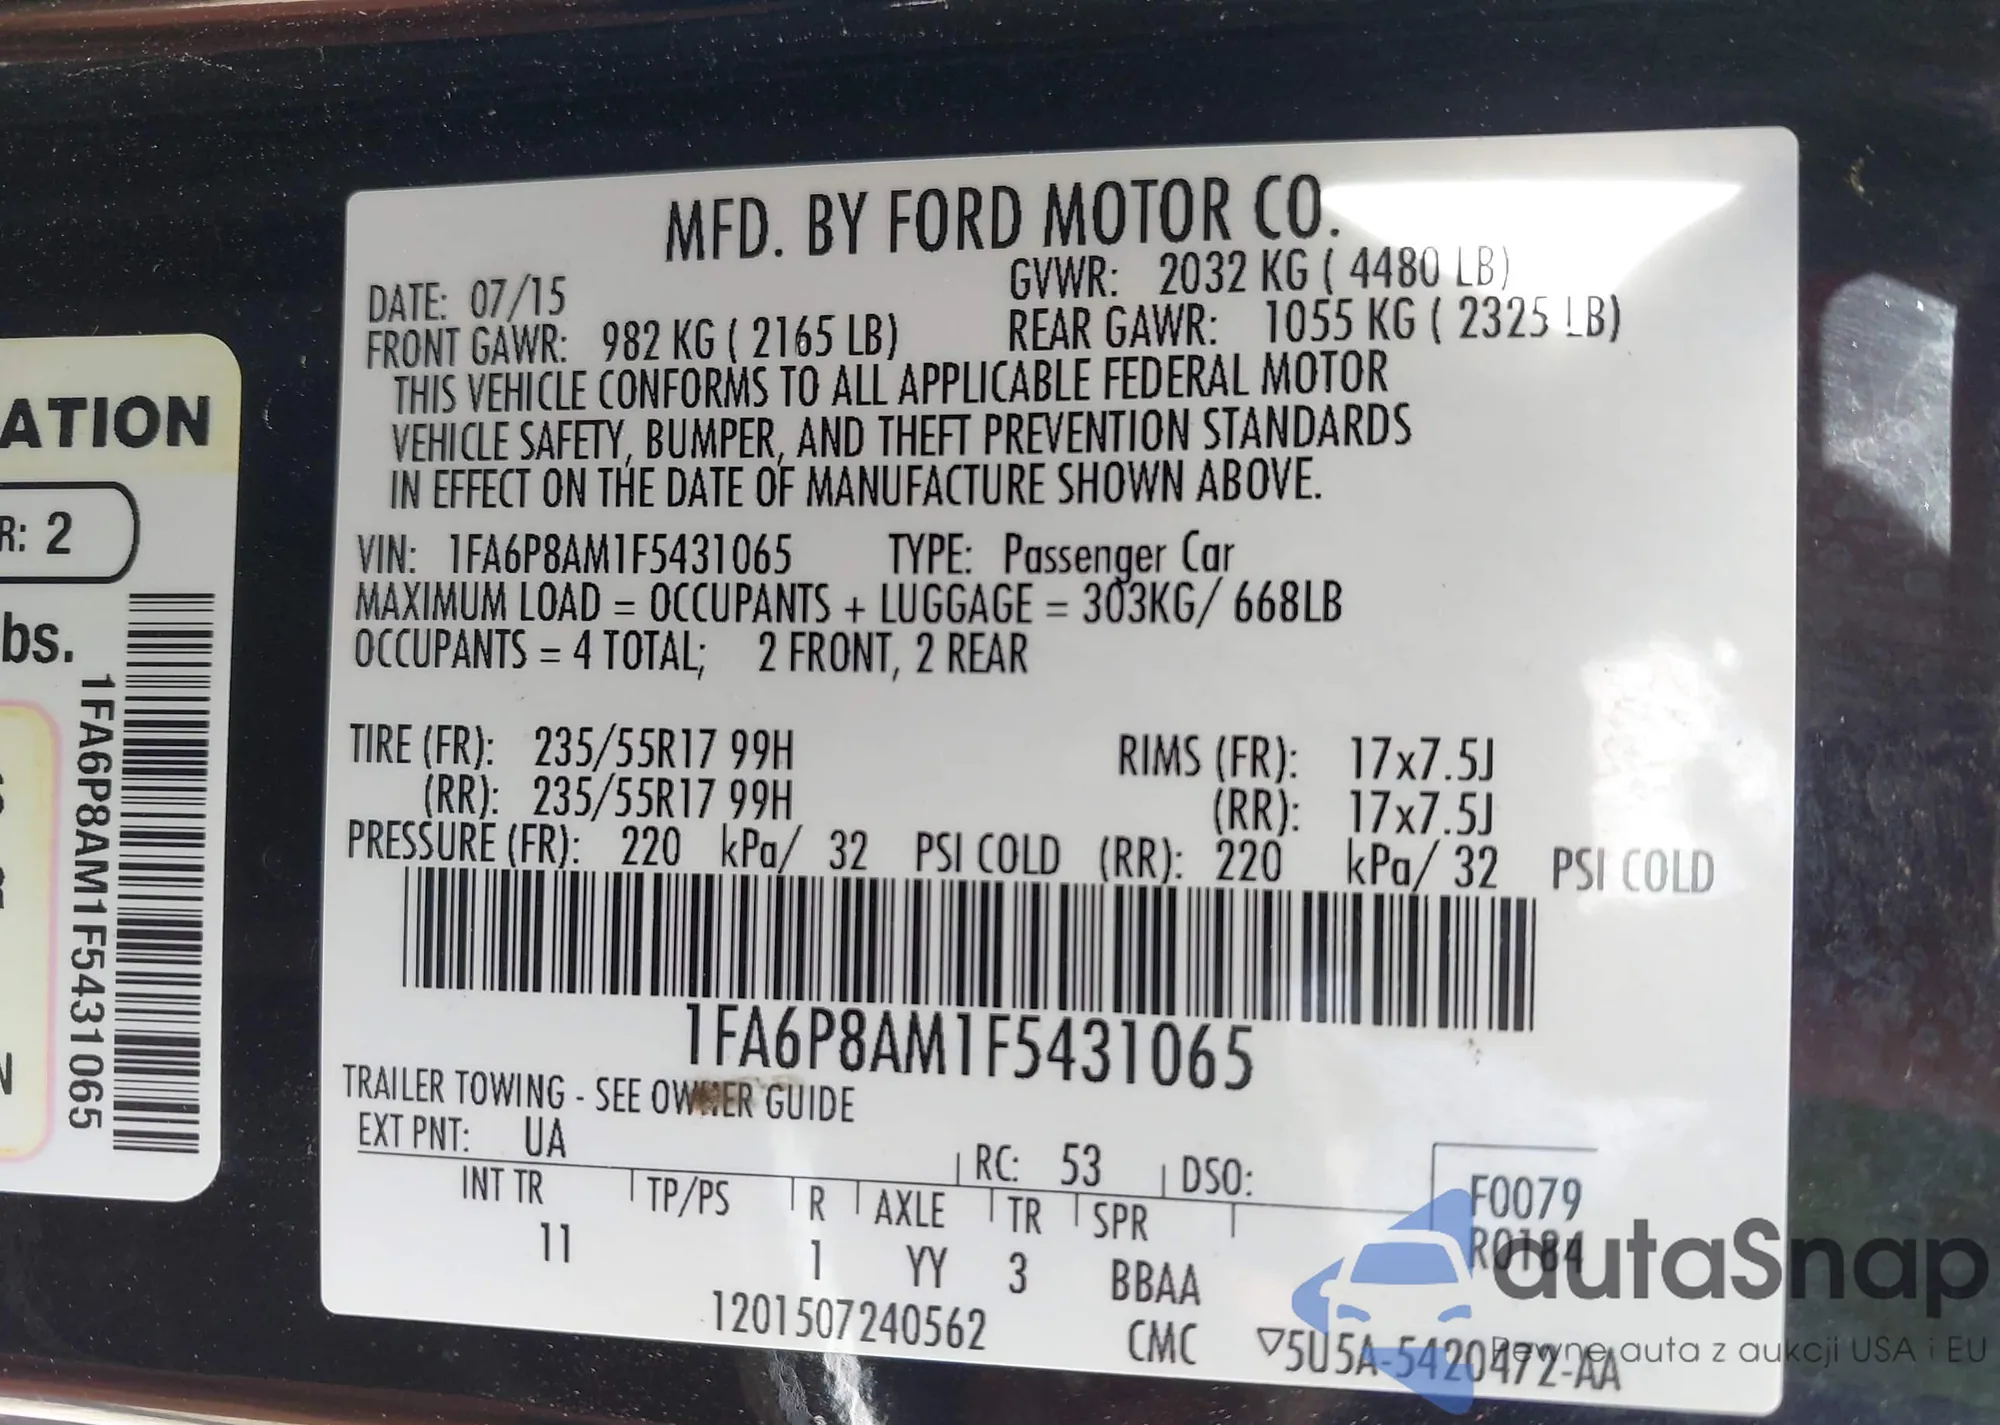 ATION
R: 2
bs.
1FA6P8AM1F5431065
MFD. BY FORD MOTOR CO.
DATE: 07/15
GVWR: 2032 KG ( 4480 LB)
FRONT GAWR: 982 KG ( 2165 LB)
REAR GAWR: 1055 KG ( 2325 LB)
THIS VEHICLE CONFORMS TO ALL APPLICABLE FEDERAL MOTOR
VEHICLE SAFETY, BUMPER, AND THEFT PREVENTION STANDARDS
IN EFFECT ON THE DATE OF MANUFACTURE SHOWN ABOVE.
VIN: 1FA6P8AM1F5431065 TYPE: Passenger Car
MAXIMUM LOAD = OCCUPANTS + LUGGAGE = 303KG/ 668LB
OCCUPANTS = 4 TOTAL; 2 FRONT, 2 REAR
TIRE (FR): 235/55R17 99H RIMS (FR): 17x7.5J
(RR): 235/55R17 99H (RR): 17x7.5J
PRESSURE (FR): 220 kPa/ 32 PSI COLD (RR): 220 kPa/ 32 PSI COLD
1FA6P8AM1F5431065
TRAILER TOWING - SEE OWNER GUIDE
EXT PNT: UA RC: 53 DSO:
INT TR TP/PS R AXLE TR SPR
F0079
R0184
11 1 YY 3 BBAA
1201507240562 CMC ▽5U5A-5420472-AA
autaSnap
Pewne auta z aukcji USA i EU